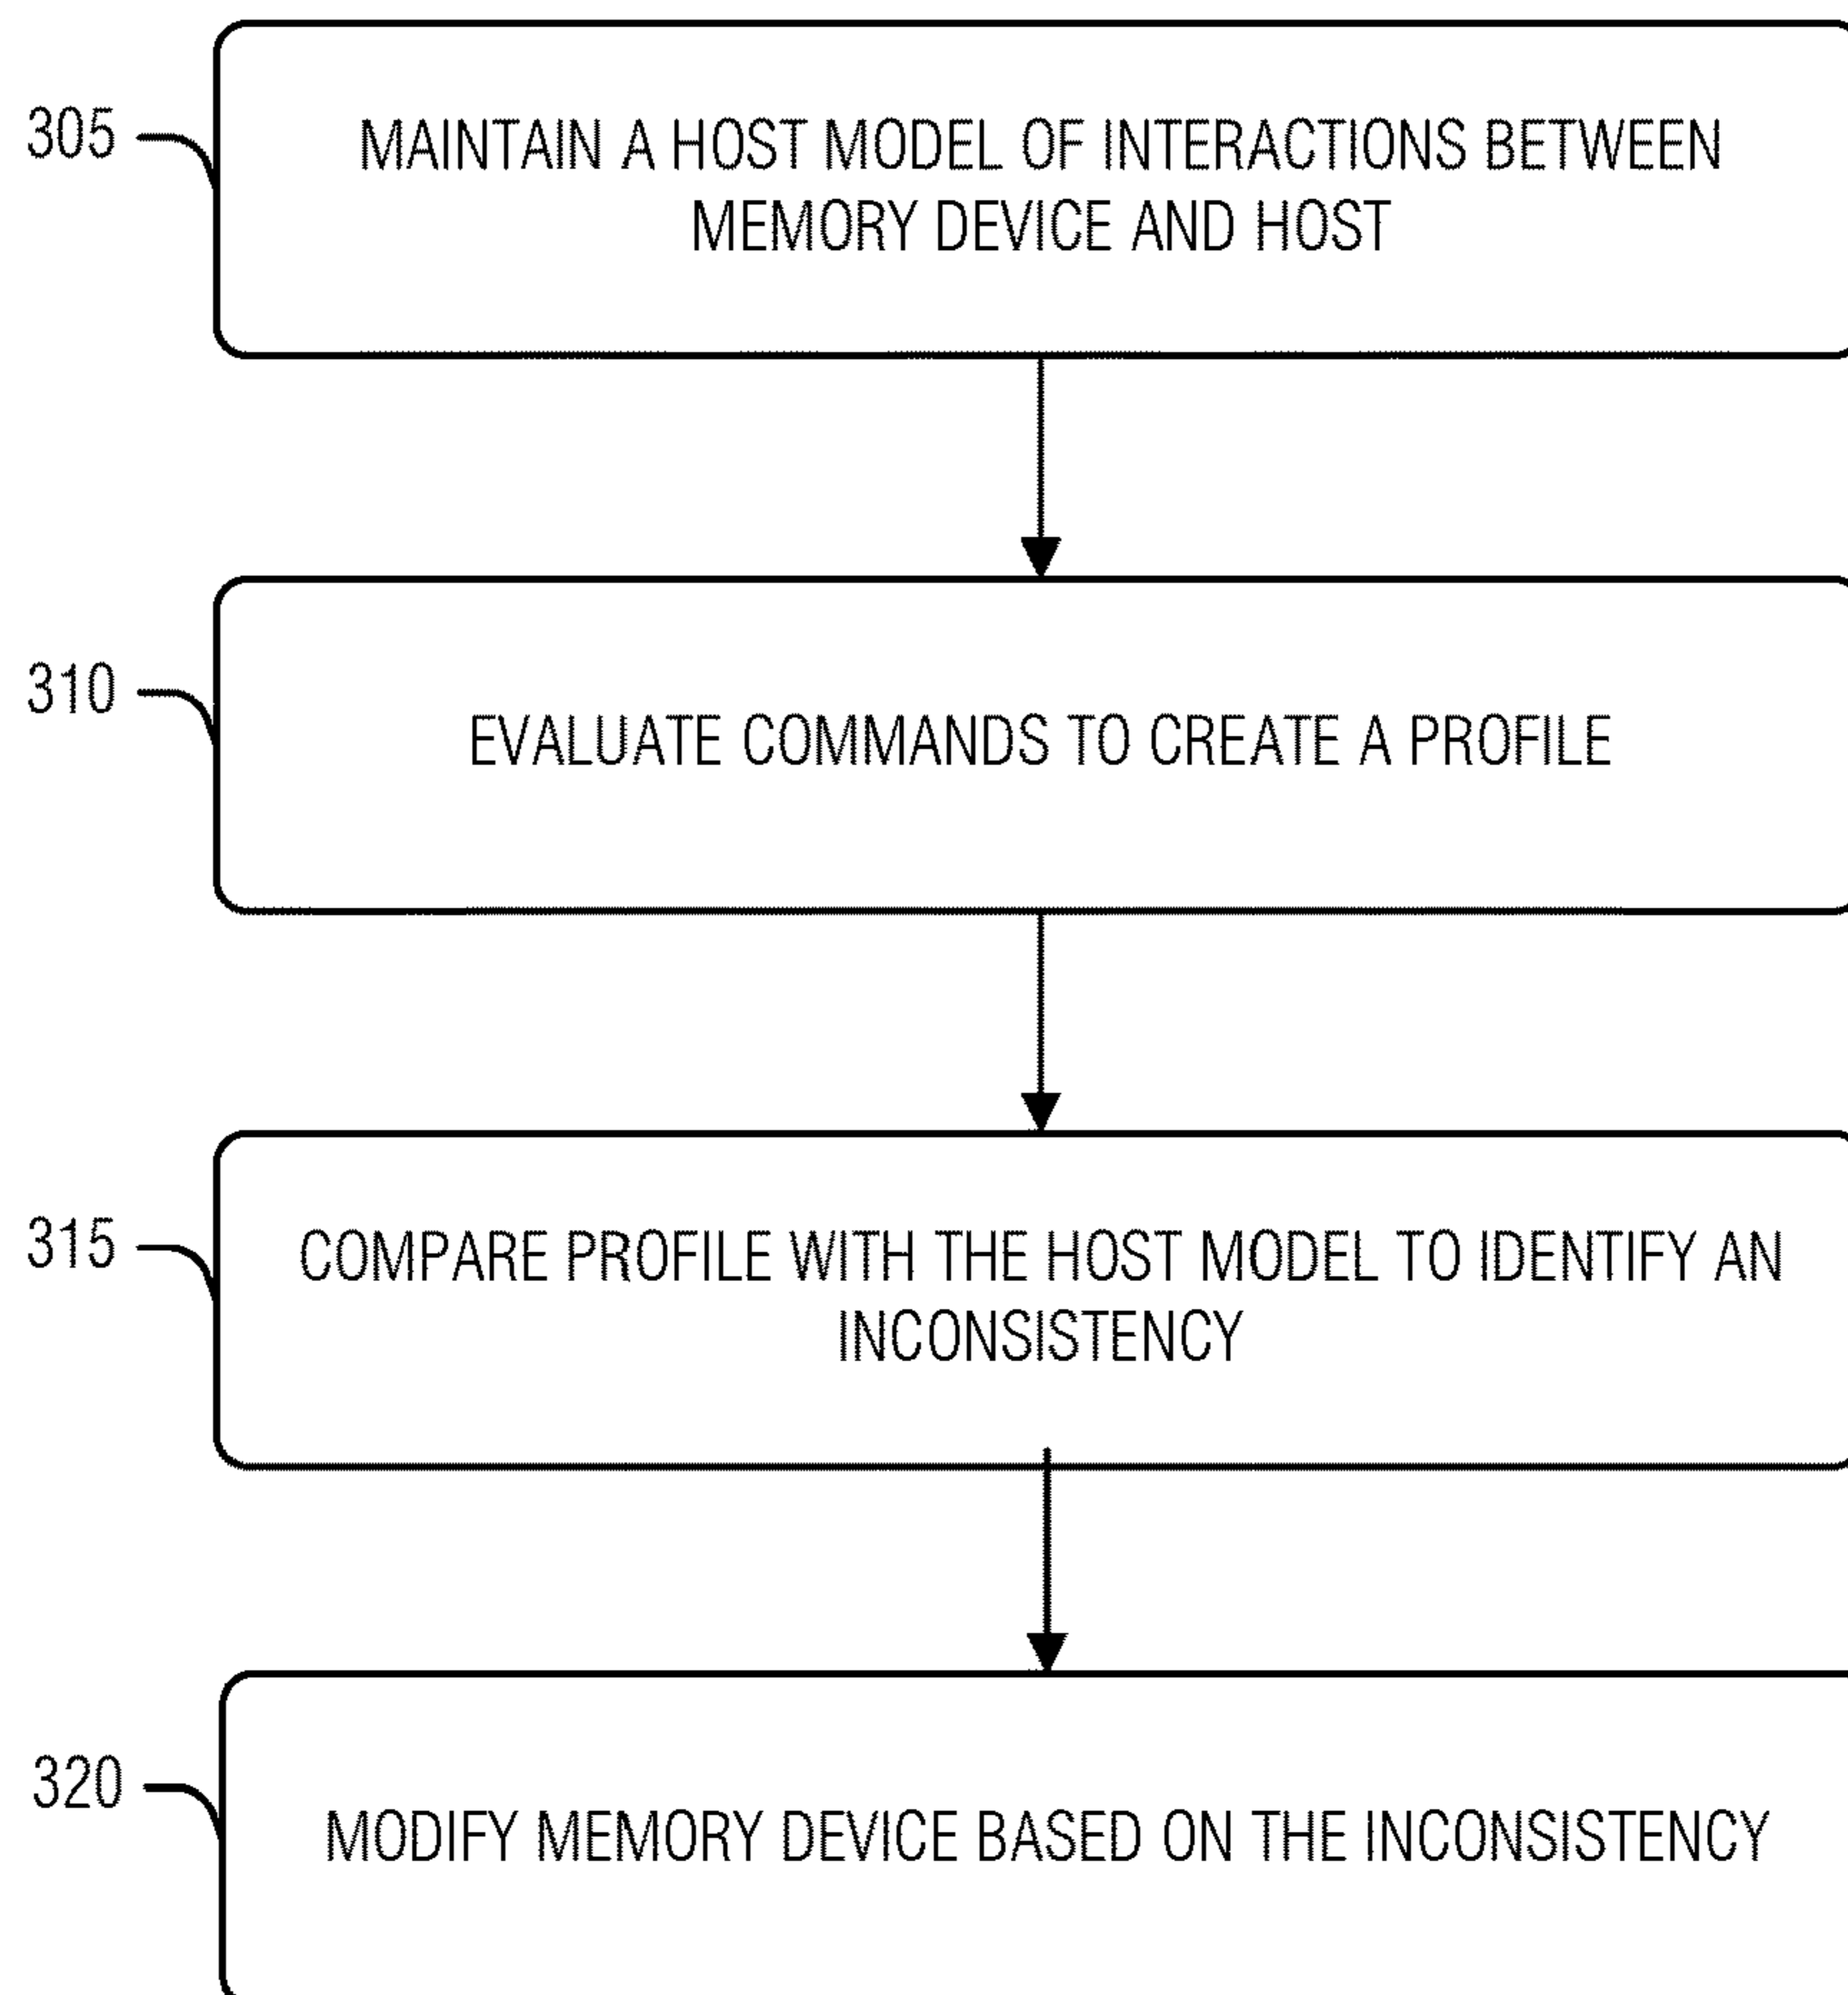 305
MAINTAIN A HOST MODEL OF INTERACTIONS BETWEEN
MEMORY DEVICE AND HOST
310
EVALUATE COMMANDS TO CREATE A PROFILE
315
COMPARE PROFILE WITH THE HOST MODEL TO IDENTIFY AN
INCONSISTENCY
320
MODIFY MEMORY DEVICE BASED ON THE INCONSISTENCY